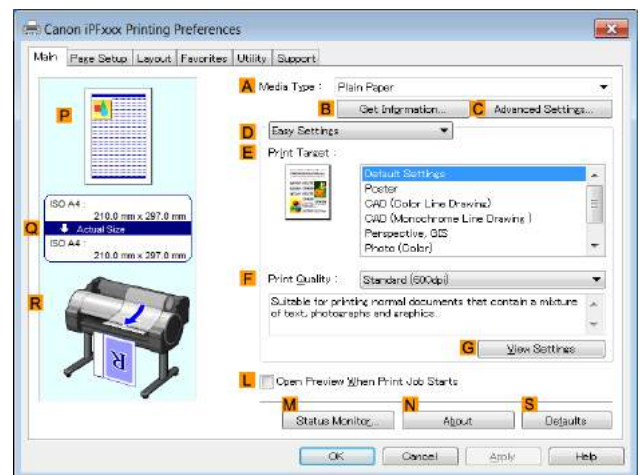 Canon iPFxxx Printing Preferences
Main Page Setup Layout Favorites Utility Support
A Media Type : Plain Paper
B Get Information... C Advanced Settings...
P
D Easy Settings
E Print Target :
Default Settings
Poster
CAD (Color Line Drawing)
CAD (Monochrome Line Drawing )
Perspective, GIS
Photo (Color)
ISO A4 :
210.0 mm x 297.0 mm
Q Actual Size
ISO A4 :
210.0 mm x 297.0 mm
F Print Quality : Standard (600dpi)
R
Suitable for printing normal documents that contain a mixture
of text, photographs and graphics.
G View Settings
L Open Preview When Print Job Starts
M N S
Status Monitor... About Defaults
OK Cancel Apply Help